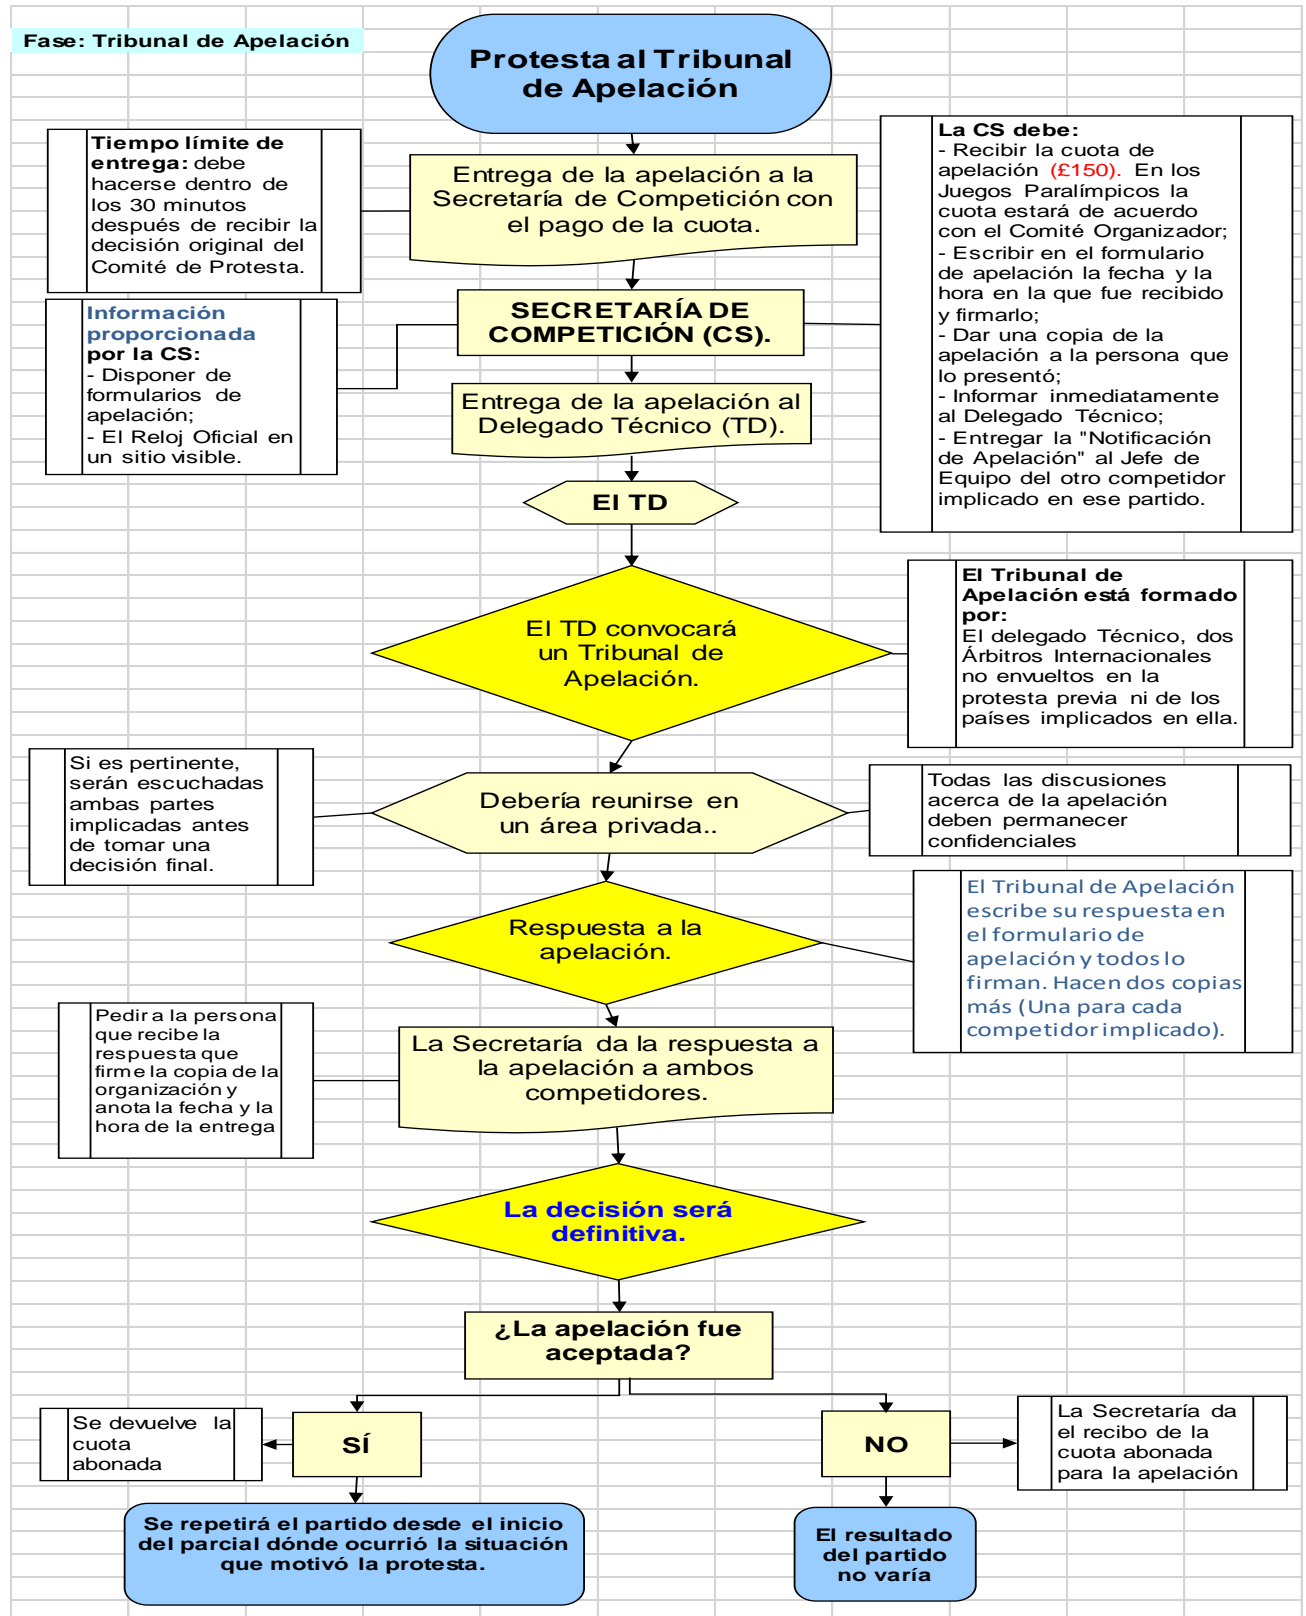 Fase: Tribunal de Apelación
Protesta al Tribunal
de Apelación
Tiempo límite de
entrega: debe
hacerse dentro de
los 30 minutos
después de recibir la
decisión original del
Comité de Protesta.
Entrega de la apelación a la
Secretaría de Competición con
el pago de la cuota.
La CS debe:
- Recibir la cuota de
apelación (£150). En los
Juegos Paralímpicos la
cuota estará de acuerdo
con el Comité Organizador;
- Escribir en el formulario
de apelación la fecha y la
hora en la que fue recibido
y firmarlo;
- Dar una copia de la
apelación a la persona que
lo presentó;
- Informar inmediatamente
al Delegado Técnico;
- Entregar la "Notificación
de Apelación" al Jefe de
Equipo del otro competidor
implicado en ese partido.
Información
proporcionada
por la CS:
- Disponer de
formularios de
apelación;
- El Reloj Oficial en
un sitio visible.
SECRETARÍA DE
COMPETICIÓN (CS).
Entrega de la apelación al
Delegado Técnico (TD).
El TD
El TD convocará
un Tribunal de
Apelación.
El Tribunal de
Apelación está formado
por:
El delegado Técnico, dos
Árbitros Internacionales
no envueltos en la
protesta previa ni de los
países implicados en ella.
Si es pertinente,
serán escuchadas
ambas partes
implicadas antes
de tomar una
decisión final.
Debería reunirse en
un área privada..
Todas las discusiones
acerca de la apelación
deben permanecer
confidenciales
Respuesta a la
apelación.
El Tribunal de Apelación
escribe su respuesta en
el formulario de
apelación y todos lo
firman. Hacen dos copias
más (Una para cada
competidor implicado).
Pedir a la persona
que recibe la
respuesta que
firme la copia de la
organización y
anota la fecha y la
hora de la entrega
La Secretaría da la respuesta a
la apelación a ambos
competidores.
La decisión será
definitiva.
¿La apelación fue
aceptada?
Se devuelve la
cuota
abonada
SÍ
NO
La Secretaría da
el recibo de la
cuota abonada
para la apelación
Se repetirá el partido desde el inicio
del parcial dónde ocurrió la situación
que motivó la protesta.
El resultado
del partido
no varía